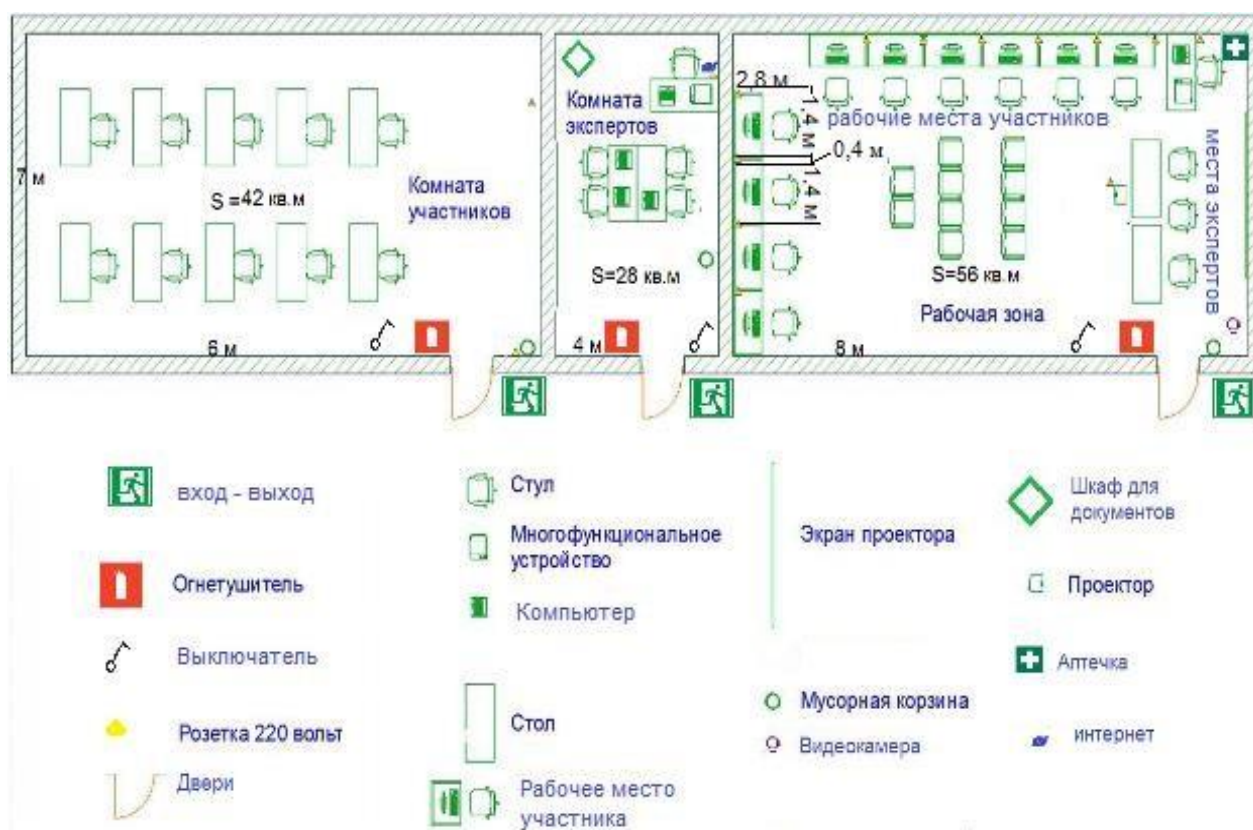 Комната
экспертов
2,8 м
1,4 м
рабочие места участников
0,4 м
1,4 м
места экспертов
7 м
S =42 кв.м
Комната
участников
S=28 кв.м
S=56 кв.м
Рабочая зона
6 м
4 м
8 м
вход - выход
Огнетушитель
Выключатель
Розетка 220 вольт
Двери
Стул
Многофункциональное
устройство
Компьютер
Стол
Рабочее место
участника
Экран проектора
Мусорная корзина
Видеокамера
Шкаф для
документов
Проектор
Аптечка
интернет